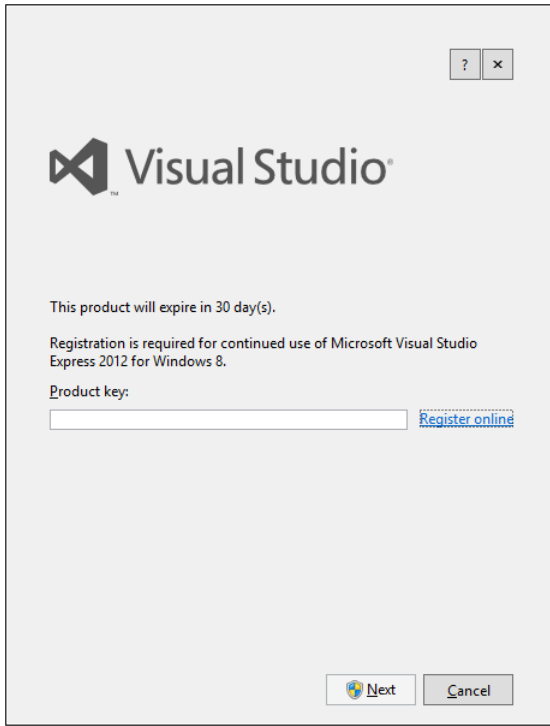 ? ×
Visual Studio®
™
This product will expire in 30 day(s).
Registration is required for continued use of Microsoft Visual Studio
Express 2012 for Windows 8.
Product key:
Register online
Next Cancel